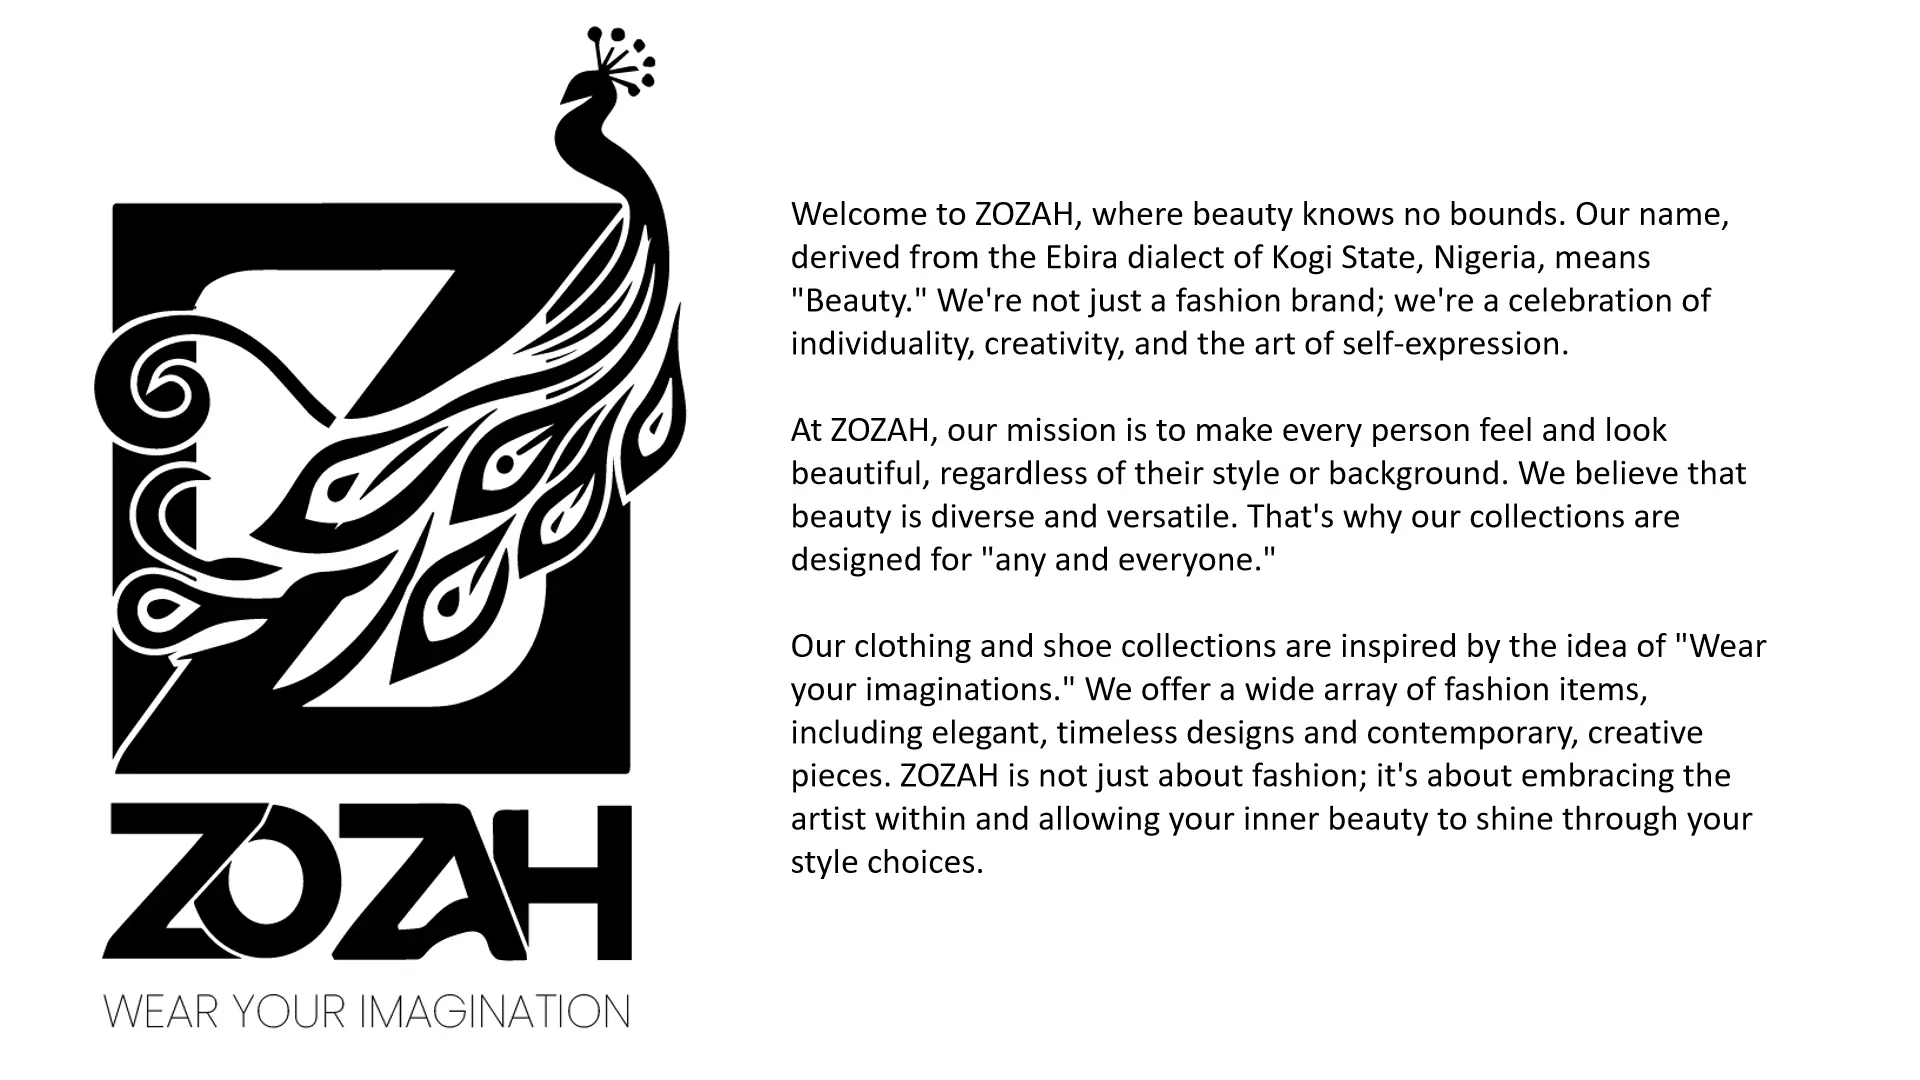 ZOZAH
WEAR YOUR IMAGINATION
Welcome to ZOZAH, where beauty knows no bounds. Our name,
derived from the Ebira dialect of Kogi State, Nigeria, means
"Beauty." We're not just a fashion brand; we're a celebration of
individuality, creativity, and the art of self-expression.
At ZOZAH, our mission is to make every person feel and look
beautiful, regardless of their style or background. We believe that
beauty is diverse and versatile. That's why our collections are
designed for "any and everyone."
Our clothing and shoe collections are inspired by the idea of "Wear
your imaginations." We offer a wide array of fashion items,
including elegant, timeless designs and contemporary, creative
pieces. ZOZAH is not just about fashion; it's about embracing the
artist within and allowing your inner beauty to shine through your
style choices.